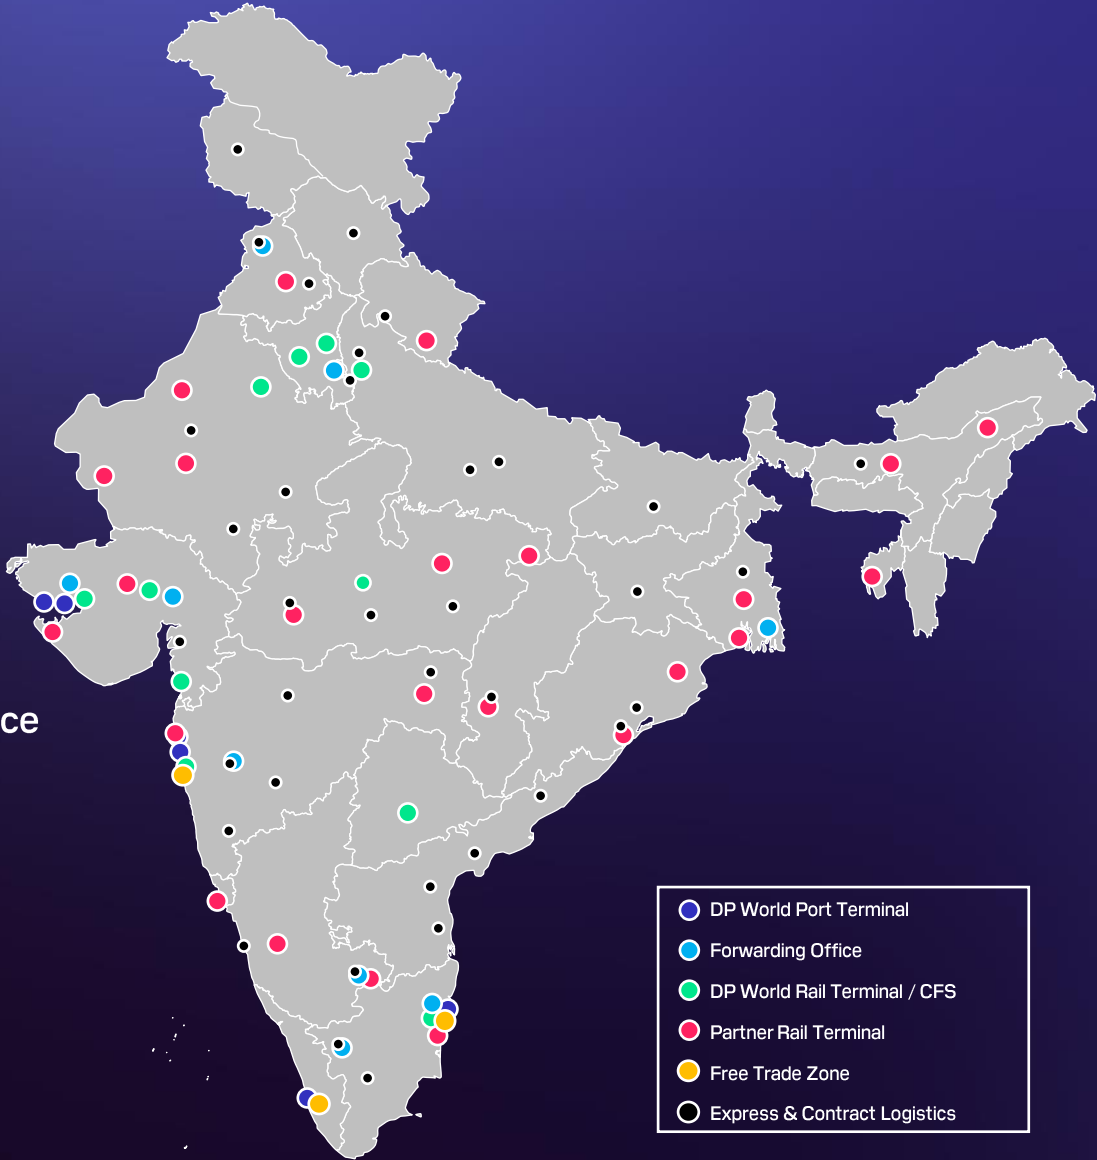 ce
DP World Port Terminal
Forwarding Office
DP World Rail Terminal / CFS
Partner Rail Terminal
Free Trade Zone
Express & Contract Logistics